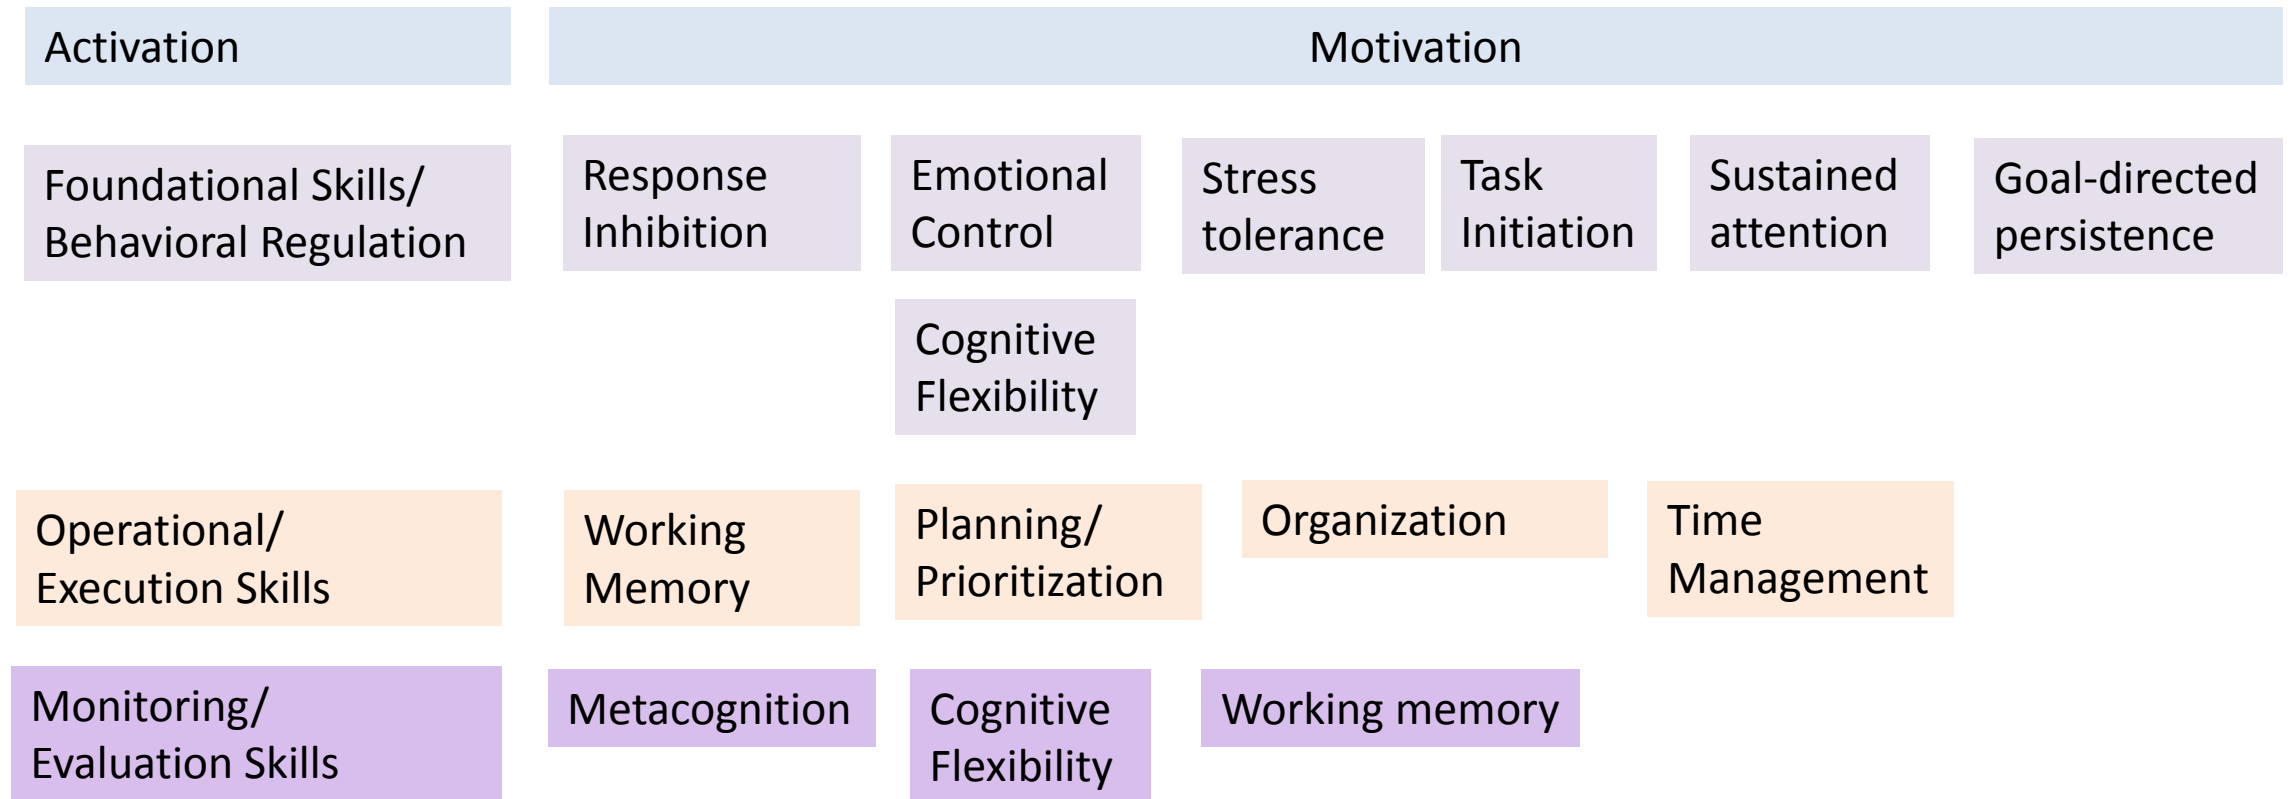 Activation
Motivation
Foundational Skills/
Behavioral Regulation
Response
Inhibition
Emotional
Control
Stress
tolerance
Task
Initiation
Sustained
attention
Goal-directed
persistence
Cognitive
Flexibility
Operational/
Execution Skills
Working
Memory
Planning/
Prioritization
Organization
Time
Management
Monitoring/
Evaluation Skills
Metacognition
Cognitive
Flexibility
Working memory